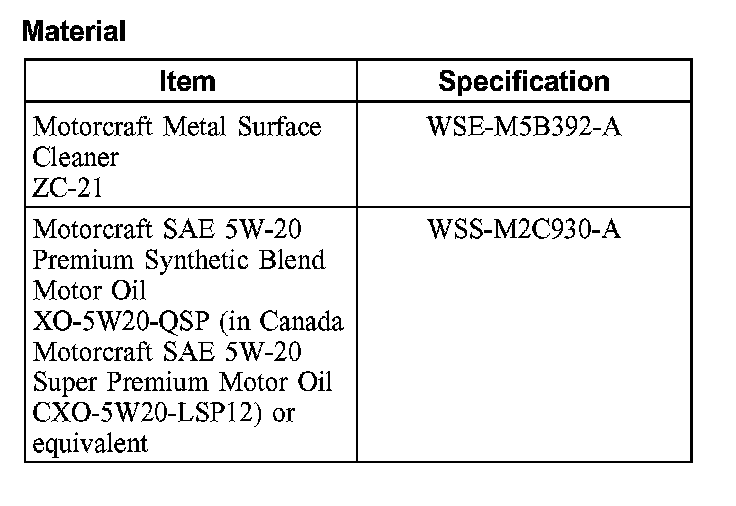 Material
Item Specification
Motorcraft Metal Surface WSE-M5B392-A
Cleaner
ZC-21
Motorcraft SAE 5W-20 WSS-M2C930-A
Premium Synthetic Blend
Motor Oil
XO-5W20-QSP (in Canada
Motorcraft SAE 5W-20
Super Premium Motor Oil
CXO-5W20-LSP12) or
equivalent